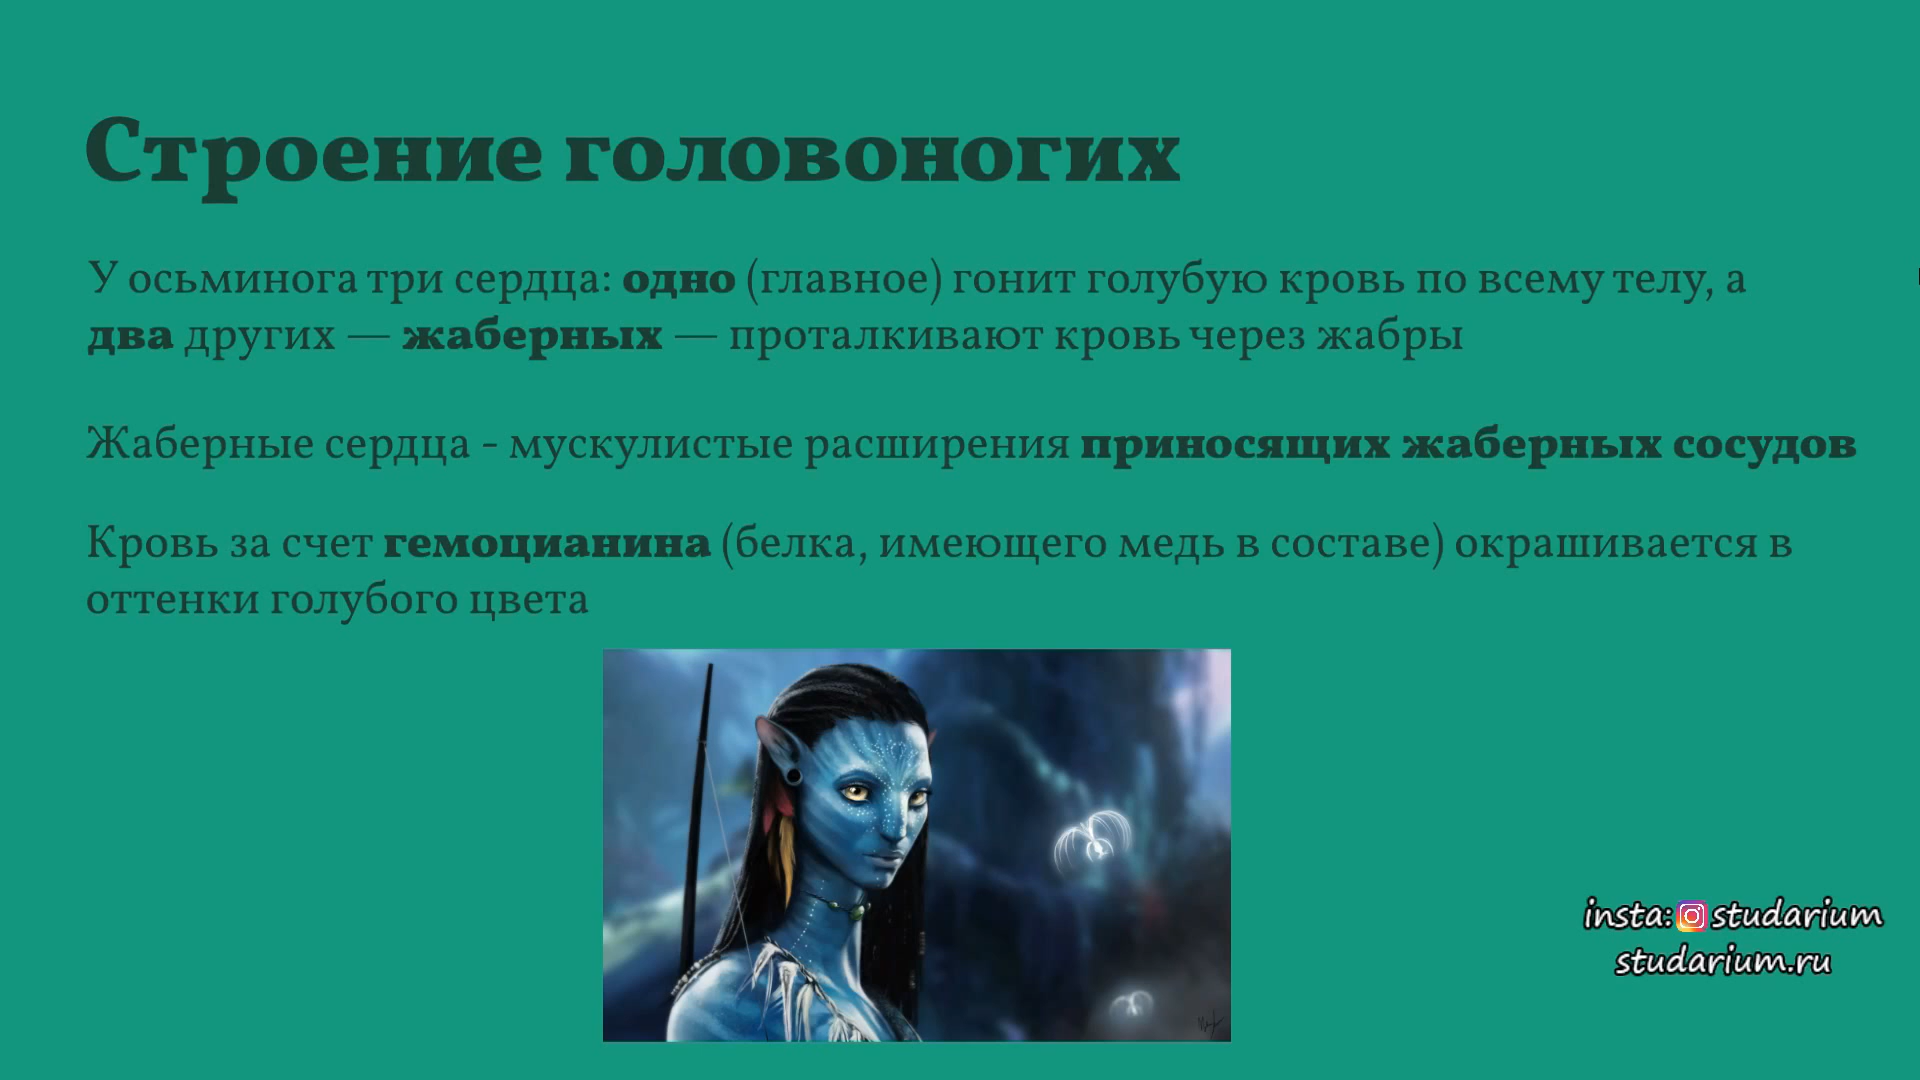 Строение головоногих
У осьминога три сердца: одно (главное) гонит голубую кровь по всему телу, а
два других — жаберных — проталкивают кровь через жабры
Жаберные сердца - мускулистые расширения приносящих жаберных сосудов
Кровь за счет гемоцианина (белка, имеющего медь в составе) окрашивается в
оттенки голубого цвета
insta: studarium
studarium.ru